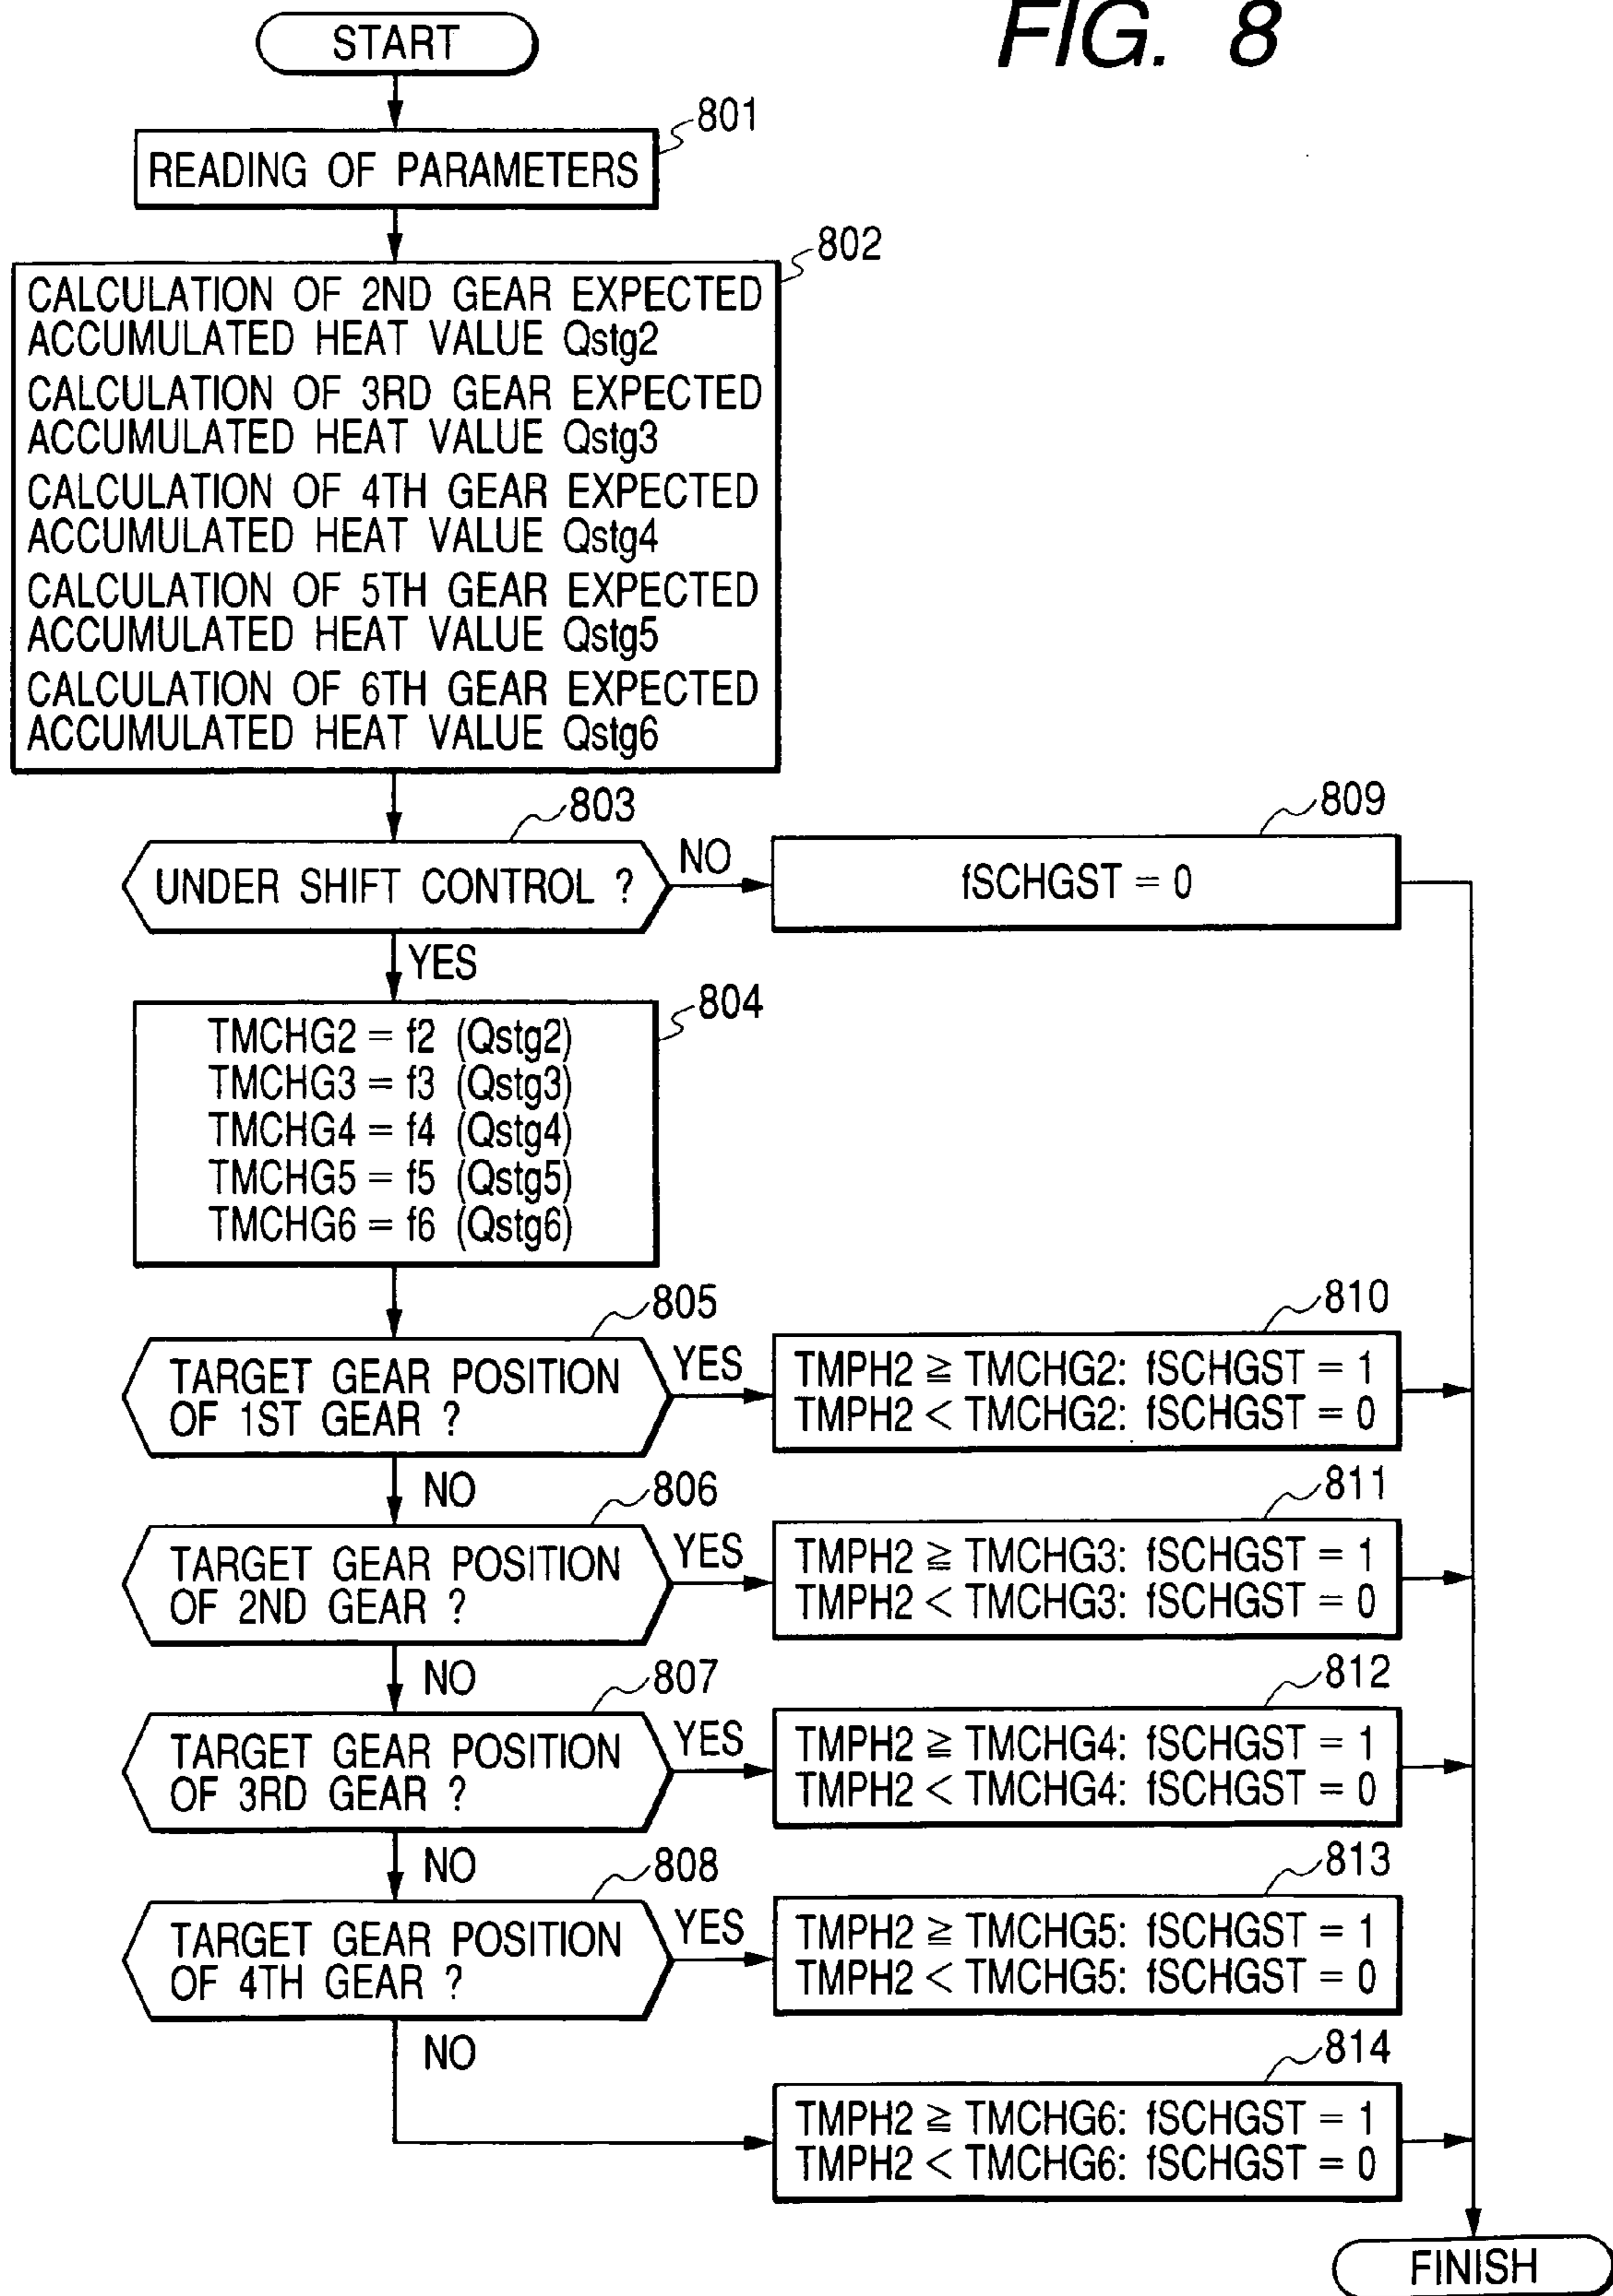 FIG. 8
START
801
READING OF PARAMETERS
802
CALCULATION OF 2ND GEAR EXPECTED
ACCUMULATED HEAT VALUE Qstg2
CALCULATION OF 3RD GEAR EXPECTED
ACCUMULATED HEAT VALUE Qstg3
CALCULATION OF 4TH GEAR EXPECTED
ACCUMULATED HEAT VALUE Qstg4
CALCULATION OF 5TH GEAR EXPECTED
ACCUMULATED HEAT VALUE Qstg5
CALCULATION OF 6TH GEAR EXPECTED
ACCUMULATED HEAT VALUE Qstg6
803
UNDER SHIFT CONTROL ?
NO
809
fSCHGST = 0
YES
804
TMCHG2 = f2 (Qstg2)
TMCHG3 = f3 (Qstg3)
TMCHG4 = f4 (Qstg4)
TMCHG5 = f5 (Qstg5)
TMCHG6 = f6 (Qstg6)
805
TARGET GEAR POSITION
OF 1ST GEAR ?
YES
810
TMPH2 ≧ TMCHG2: fSCHGST = 1
TMPH2 < TMCHG2: fSCHGST = 0
NO
806
TARGET GEAR POSITION
OF 2ND GEAR ?
YES
811
TMPH2 ≧ TMCHG3: fSCHGST = 1
TMPH2 < TMCHG3: fSCHGST = 0
NO
807
TARGET GEAR POSITION
OF 3RD GEAR ?
YES
812
TMPH2 ≧ TMCHG4: fSCHGST = 1
TMPH2 < TMCHG4: fSCHGST = 0
NO
808
TARGET GEAR POSITION
OF 4TH GEAR ?
YES
813
TMPH2 ≧ TMCHG5: fSCHGST = 1
TMPH2 < TMCHG5: fSCHGST = 0
NO
814
TMPH2 ≧ TMCHG6: fSCHGST = 1
TMPH2 < TMCHG6: fSCHGST = 0
FINISH